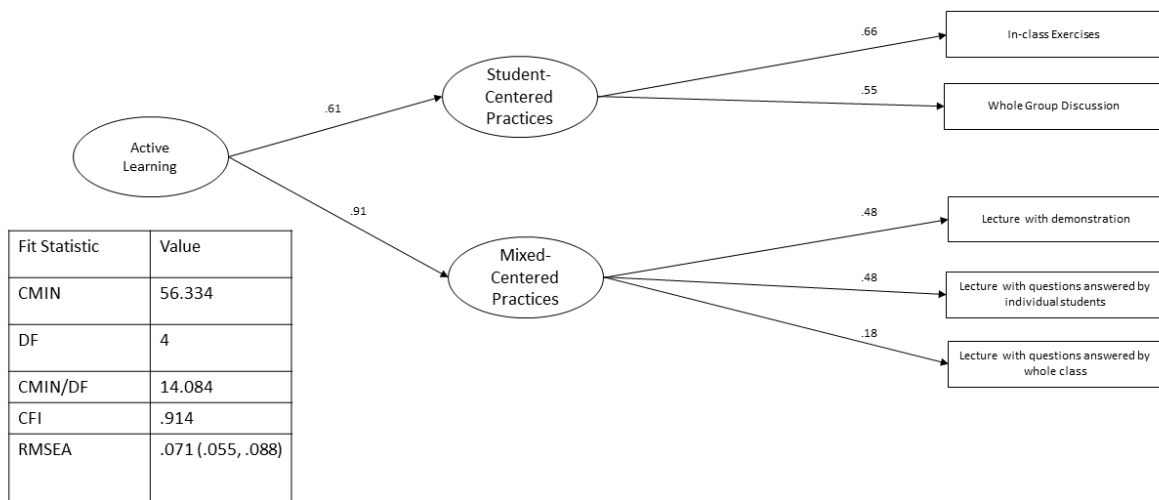 .66
In-class Exercises
Student-
Centered
Practices
.55
Whole Group Discussion
.61
Active
Learning
.91
.48
Lecture with demonstration
Mixed-
Centered
Practices
.48
Lecture with questions answered by
individual students
.18
Lecture with questions answered by
whole class
Fit Statistic Value
CMIN 56.334
DF 4
CMIN/DF 14.084
CFI .914
RMSEA .071 (.055, .088)